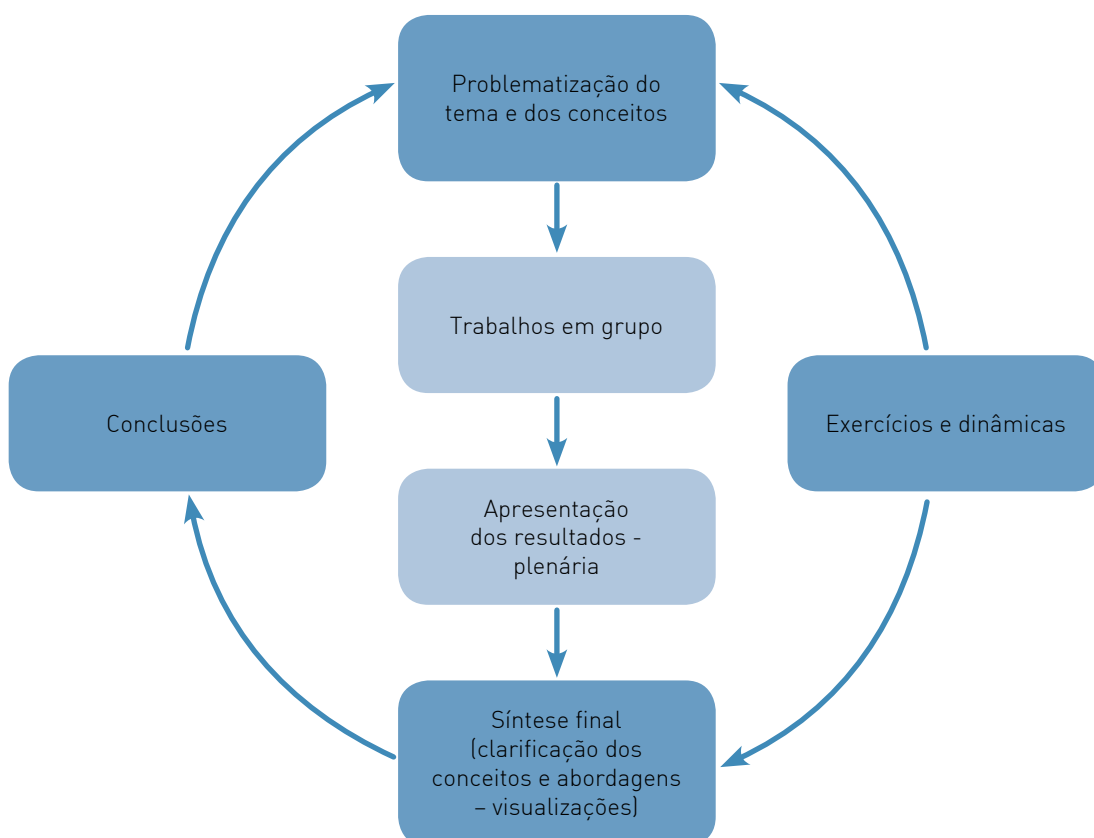 Problematização do
tema e dos conceitos
Trabalhos em grupo
Conclusões
Exercícios e dinâmicas
Apresentação
dos resultados -
plenária
Síntese final
(clarificação dos
conceitos e abordagens
– visualizações)